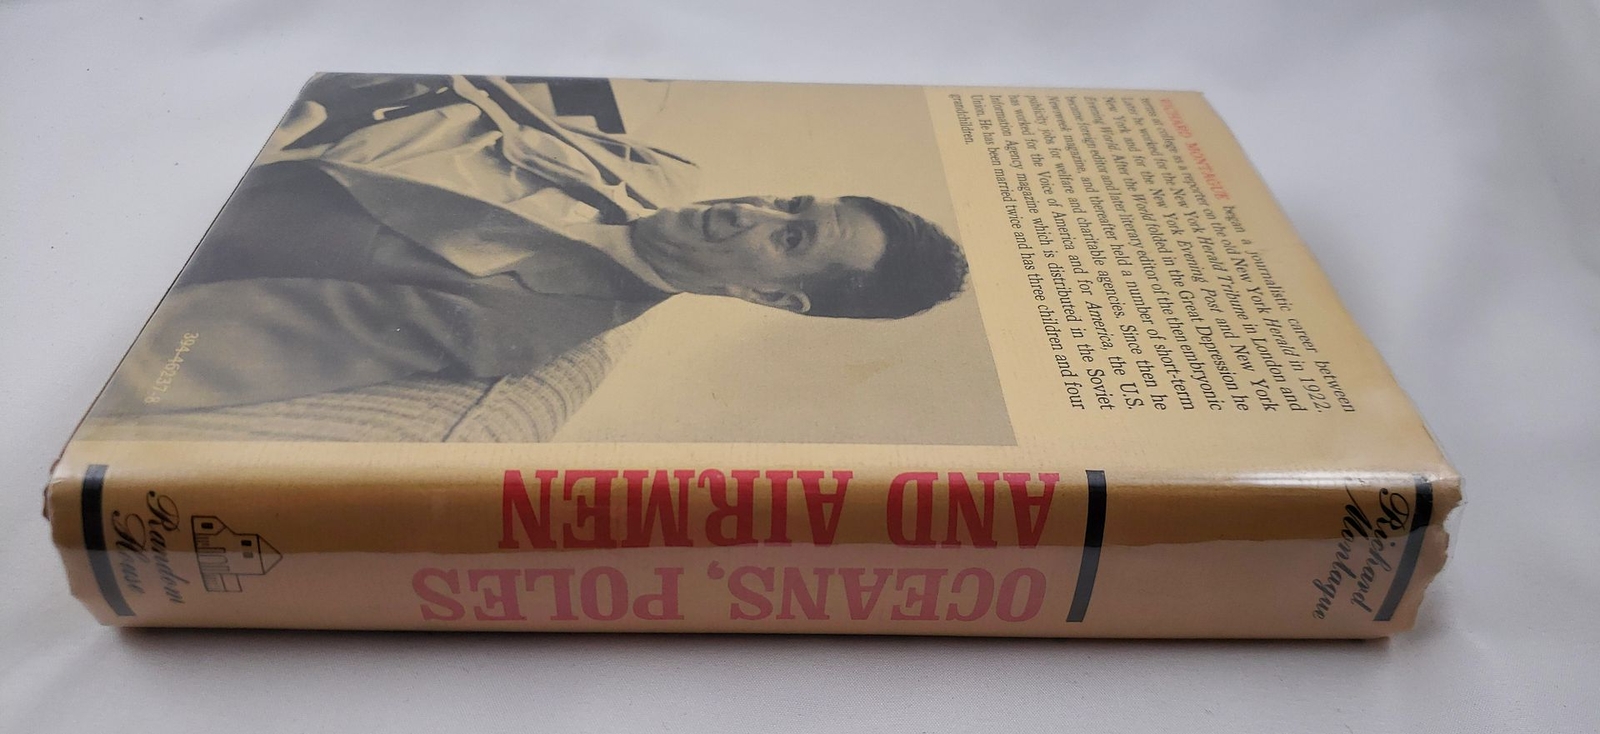 RICHARD MONTAGUE began a journalistic career between
terms at college as a reporter on the old New York Herald in 1922.
Later he worked for the New York Herald Tribune in London and
New York and for the New York Evening Post and New York
Evening World. After the World folded in the Great Depression he
became foreign editor and later literary editor of the then embryonic
Newsweek magazine, and thereafter held a number of short-term
publicity jobs for welfare and charitable agencies. Since then he
has worked for the Voice of America and for America, the U.S.
Information Agency magazine which is distributed in the Soviet
Union. He has been married twice and has three children and four
grandchildren.
394-46237-8
Richard
Montague
OCEANS, POLES
AND AIRMEN
Random
House